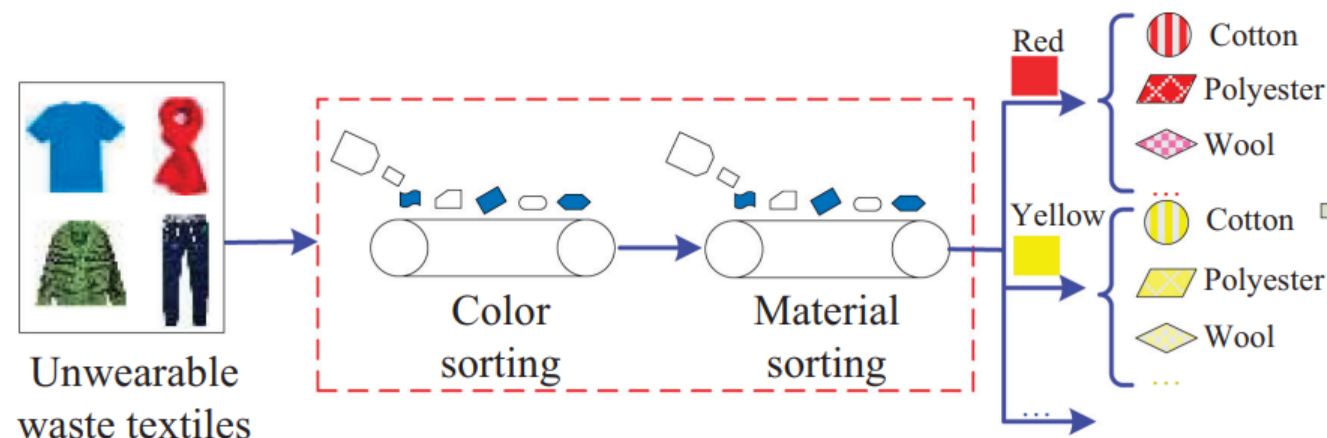 Unwearable
waste textiles
Color
sorting
Material
sorting
Red
Cotton
Polyester
Wool
...
Yellow
Cotton
Polyester
Wool
...
...